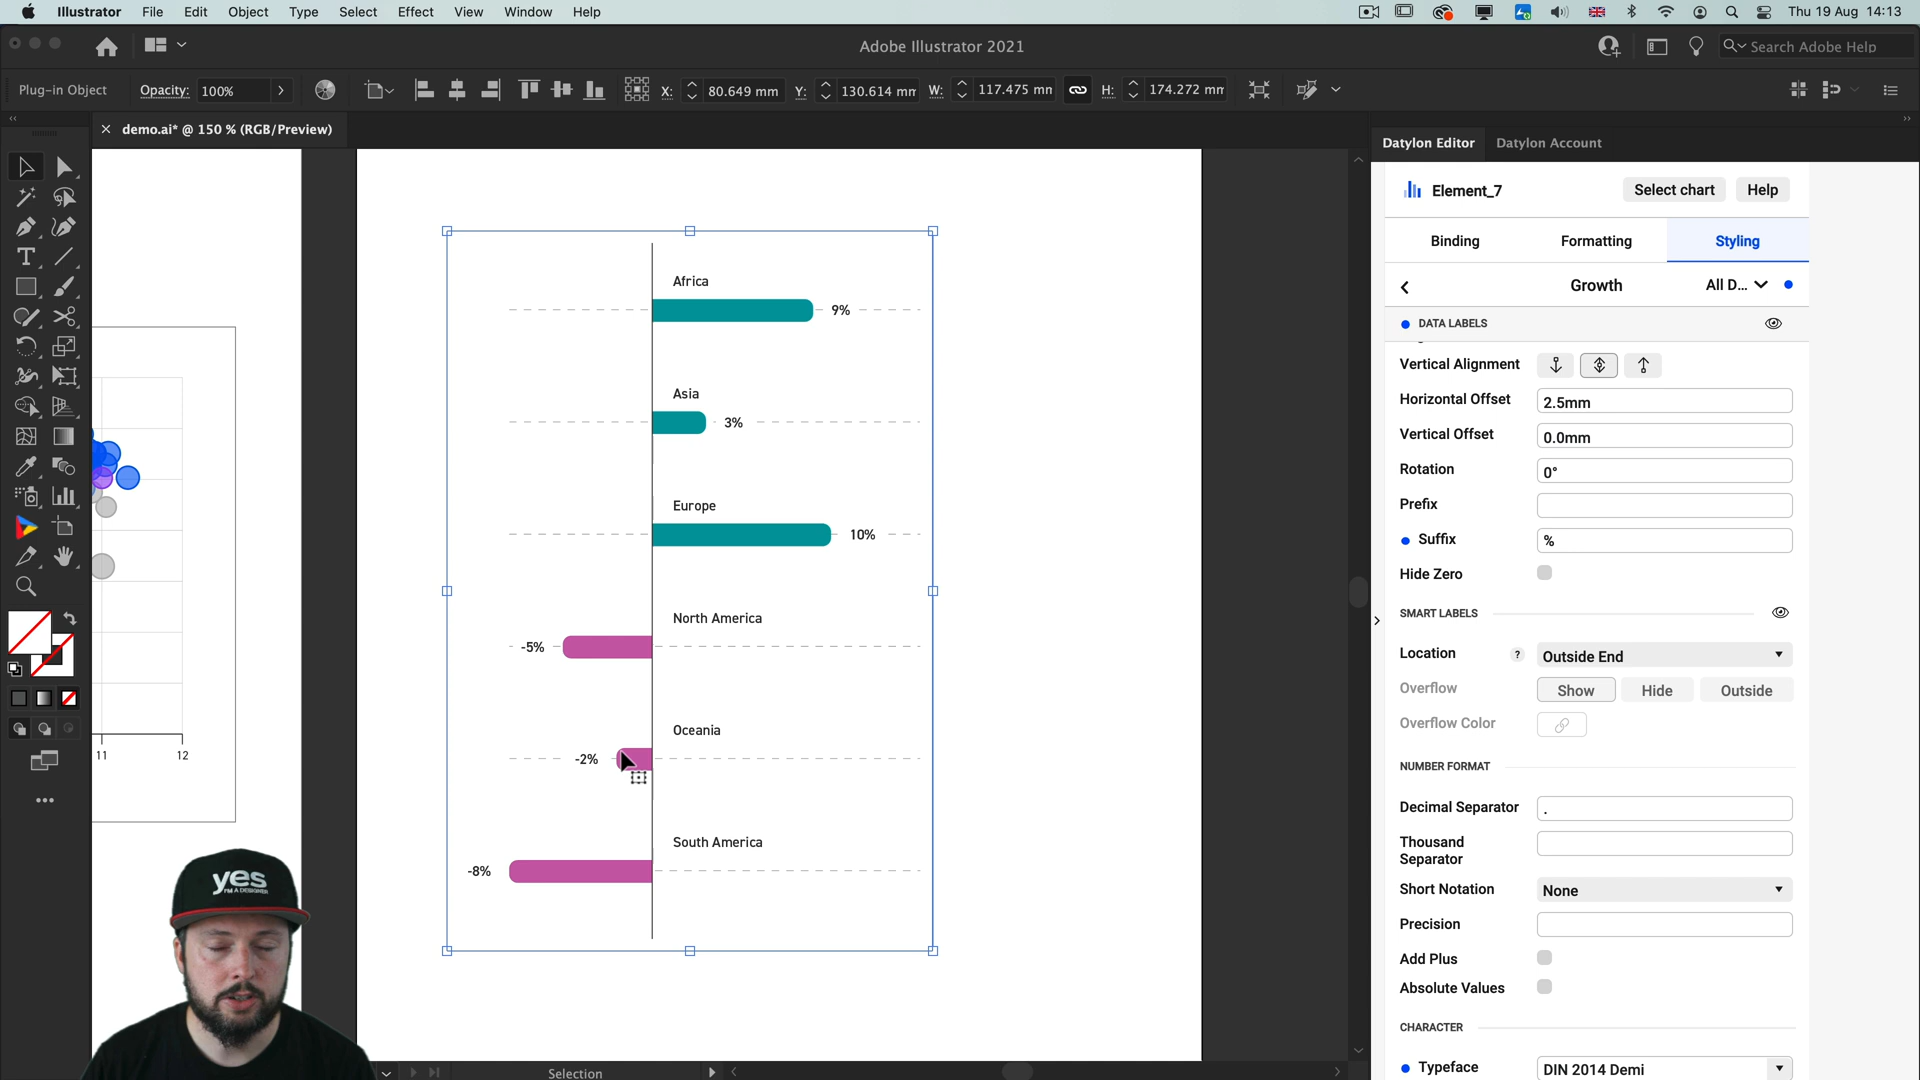 Illustrator File Edit Object Type Select Effect View Window Help Thu 19 Aug 14:13
Adobe Illustrator 2021
Search Adobe Help
Plug-in Object Opacity: 100% X: 80.649 mm Y: 130.614 mm W: 117.475 mm H: 174.272 mm
demo.ai* @ 150 % (RGB/Preview)
Datylon Editor Datylon Account
Element_7 Select chart Help
Binding Formatting Styling
Growth All D...
DATA LABELS
Vertical Alignment
Horizontal Offset 2.5mm
Vertical Offset 0.0mm
Rotation 0°
Prefix
Suffix %
Hide Zero
SMART LABELS
Location ? Outside End
Overflow Show Hide Outside
Overflow Color
NUMBER FORMAT
Decimal Separator .
Thousand
Separator
Short Notation None
Precision
Add Plus
Absolute Values
CHARACTER
Typeface DIN 2014 Demi
Africa
9%
Asia
3%
Europe
10%
North America
-5%
Oceania
-2%
South America
-8%
11 12
yes
I'M A DESIGNER
Selection